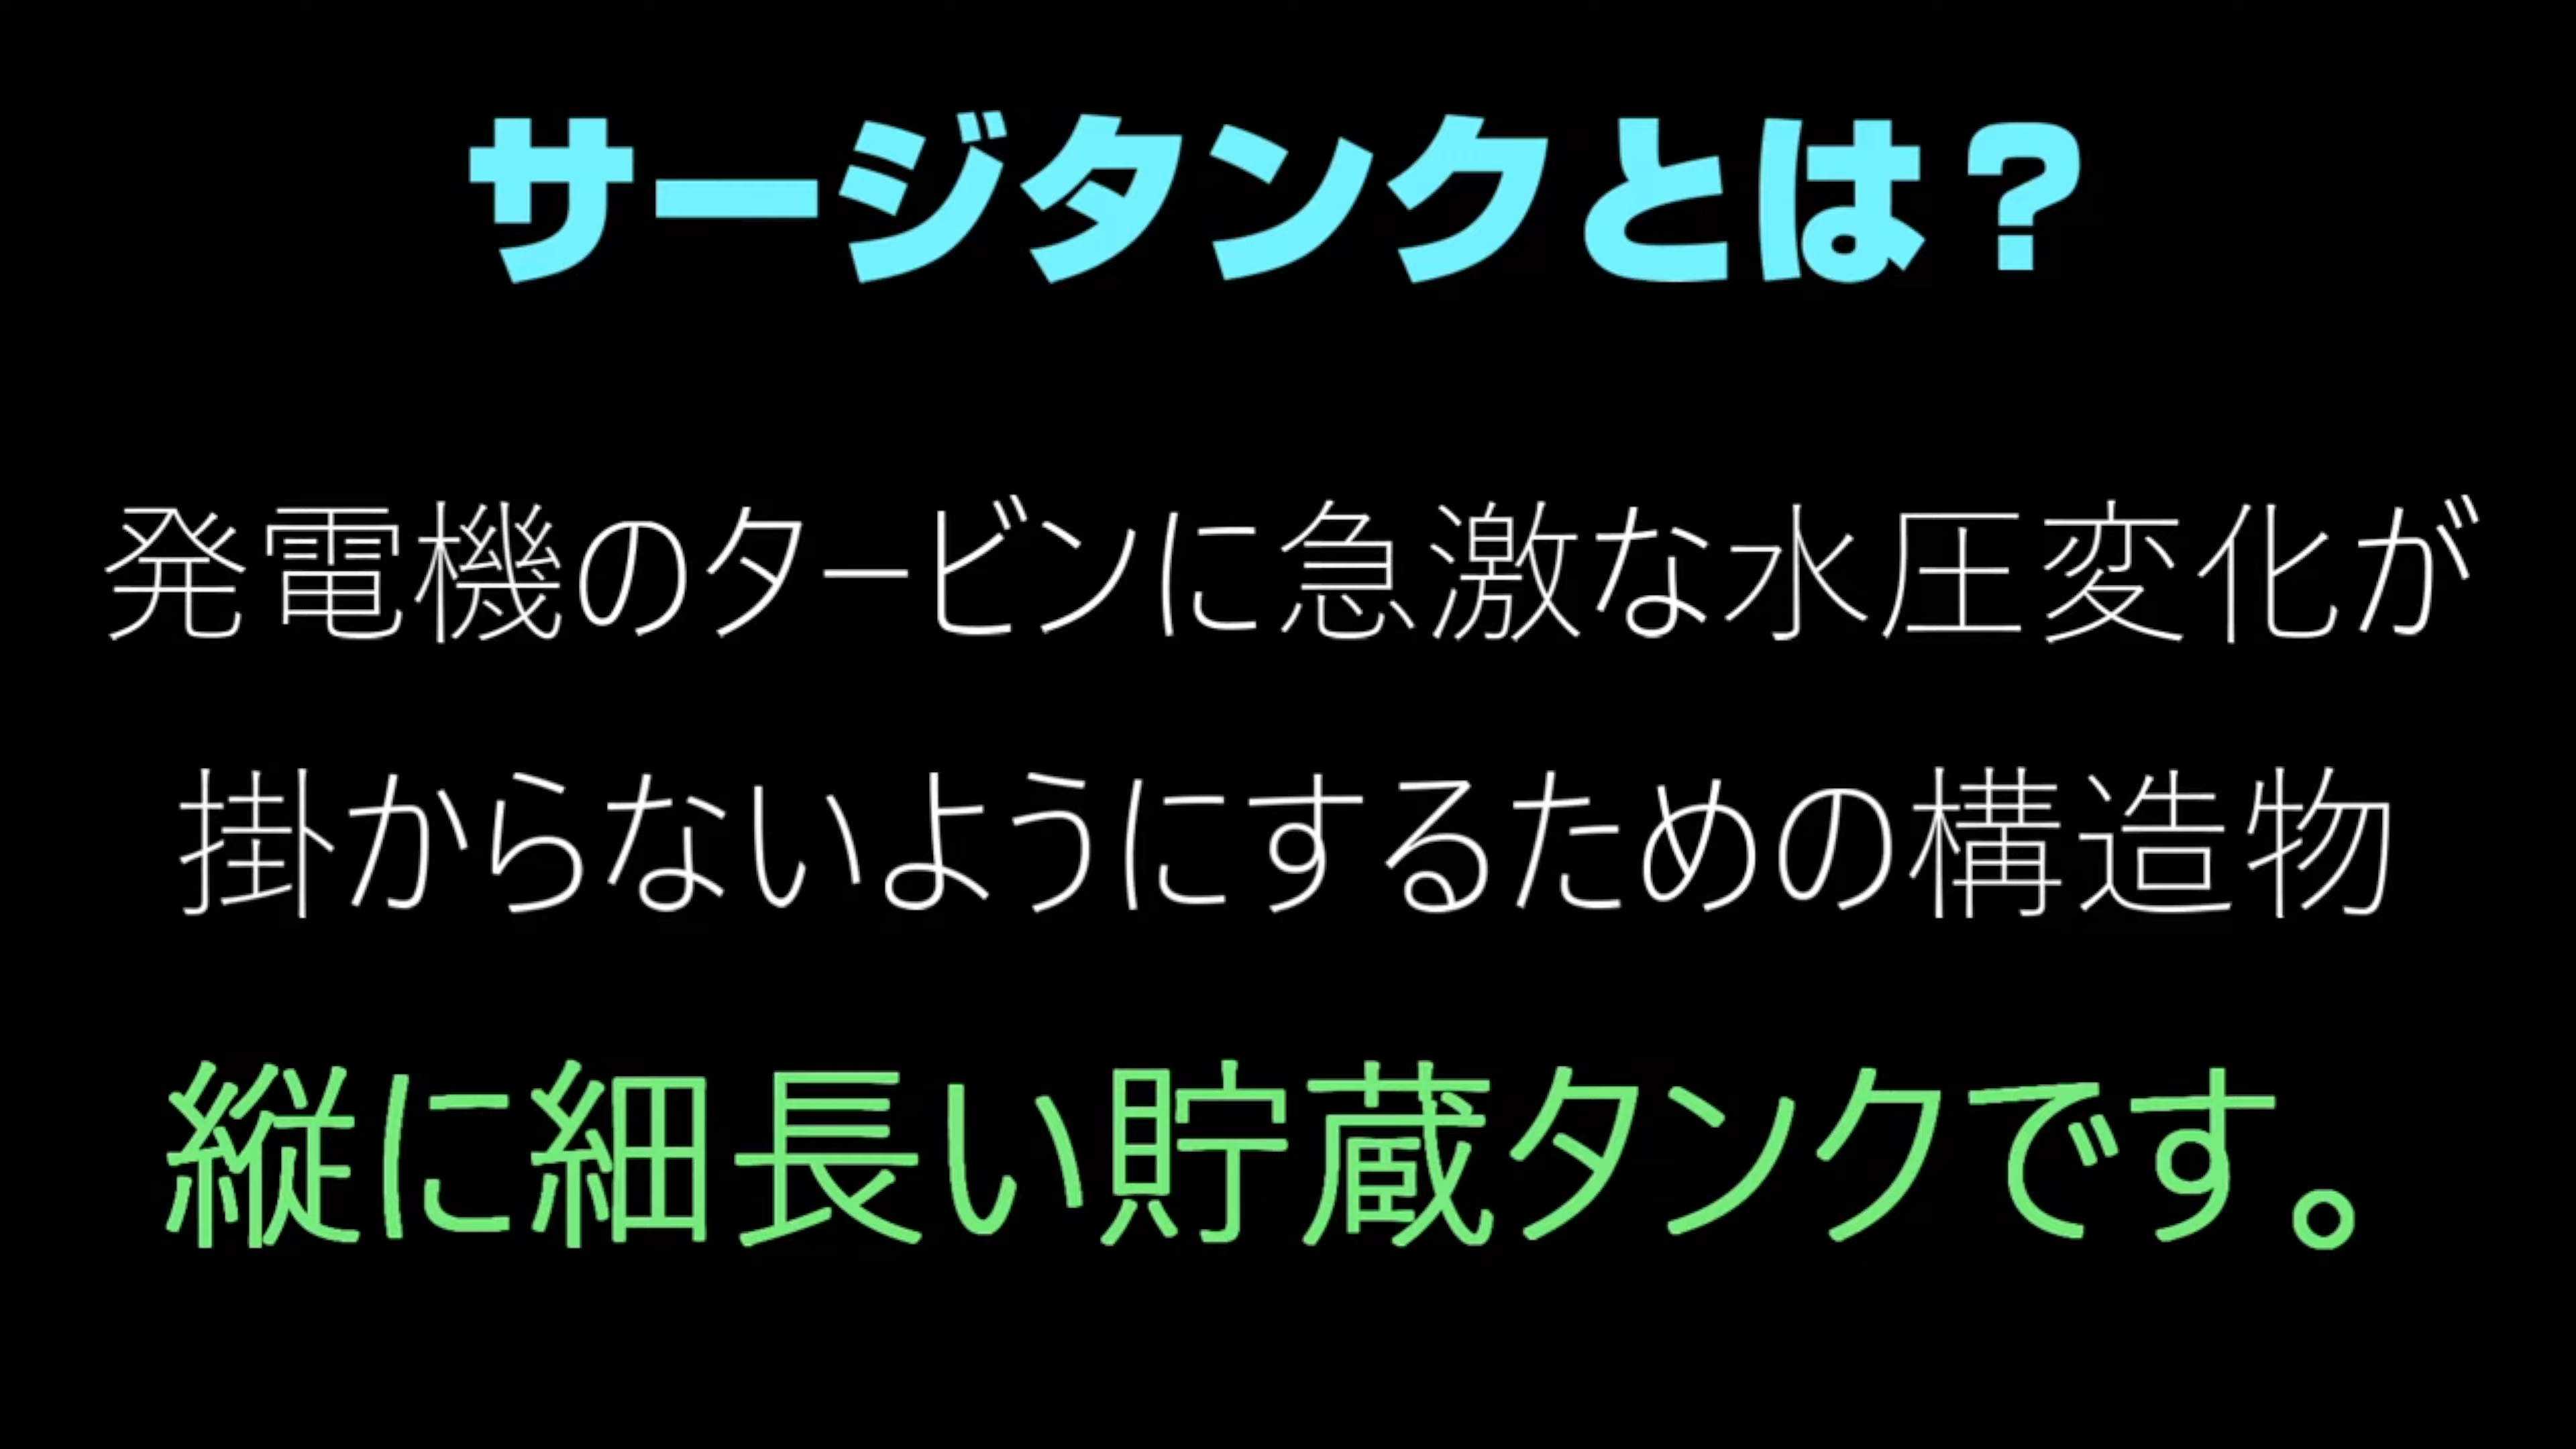 サージタンクとは？
発電機のタービンに急激な水圧変化が
掛からないようにするための構造物
縦に細長い貯蔵タンクです。